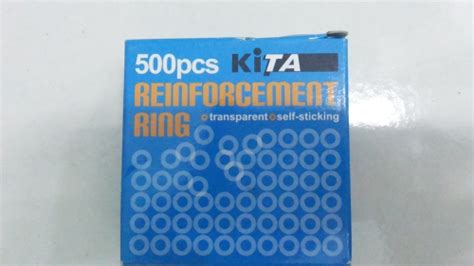 500pcs KiTA
REINFORCEMENT
RING
transparent self-sticking